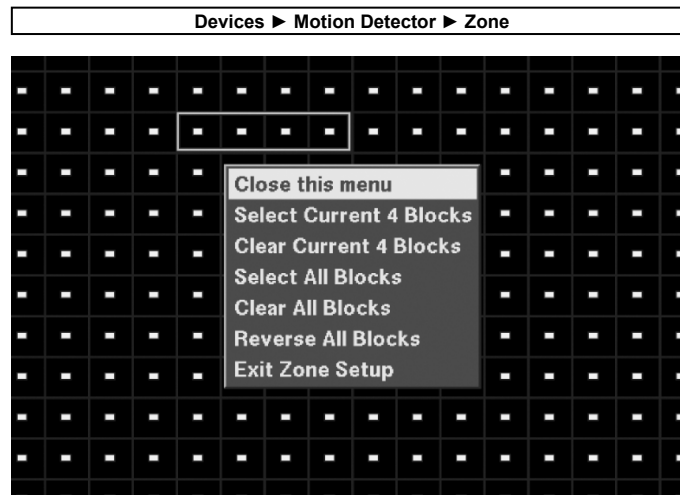 Devices ► Motion Detector ► Zone
Close this menu
Select Current 4 Blocks
Clear Current 4 Blocks
Select All Blocks
Clear All Blocks
Reverse All Blocks
Exit Zone Setup